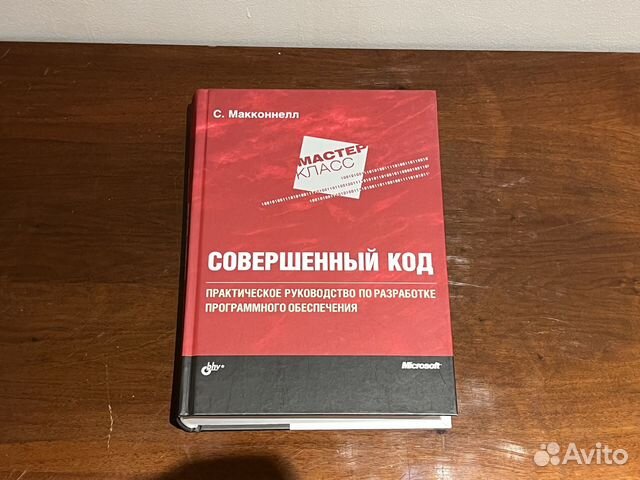 С. Макконнелл
МАСТЕР
КЛАСС
СОВЕРШЕННЫЙ КОД
ПРАКТИЧЕСКОЕ РУКОВОДСТВО ПО РАЗРАБОТКЕ
ПРОГРАММНОГО ОБЕСПЕЧЕНИЯ
bhv®
Microsoft
Avito